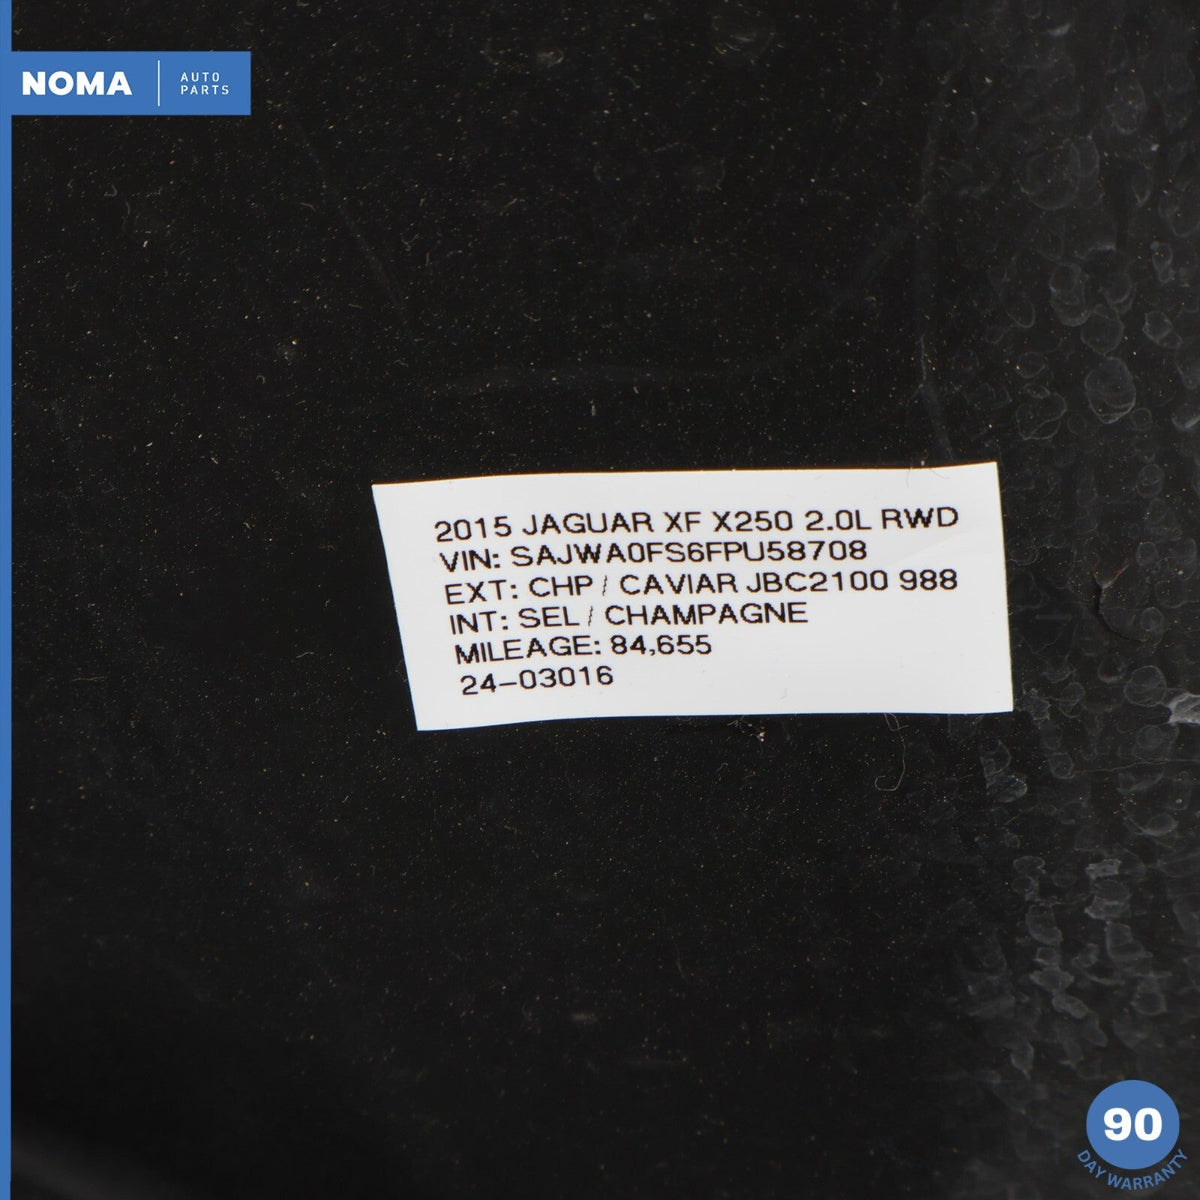 NOMA
AUTO
PARTS
2015 JAGUAR XF X250 2.0L RWD
VIN: SAJWA0FS6FPU58708
EXT: CHP / CAVIAR JBC2100 988
INT: SEL / CHAMPAGNE
MILEAGE: 84,655
24-03016
90
DAY WARRANTY